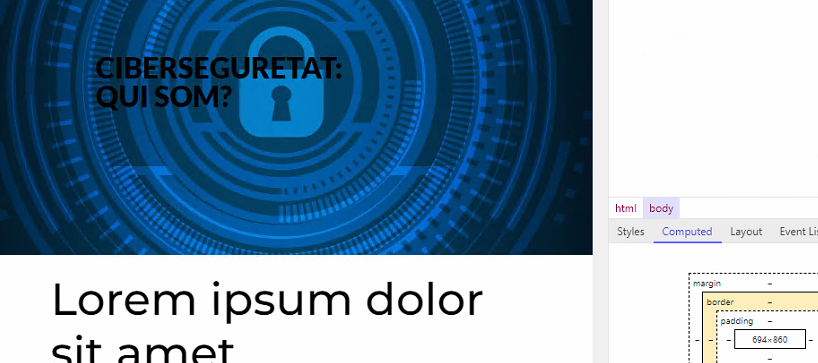 CIBERSEGURETAT:
QUI SOM?
Lorem ipsum dolor
sit amet
html body
Styles Computed Layout Event Lis
margin –
border –
padding –
– – – 694×860 – 
–